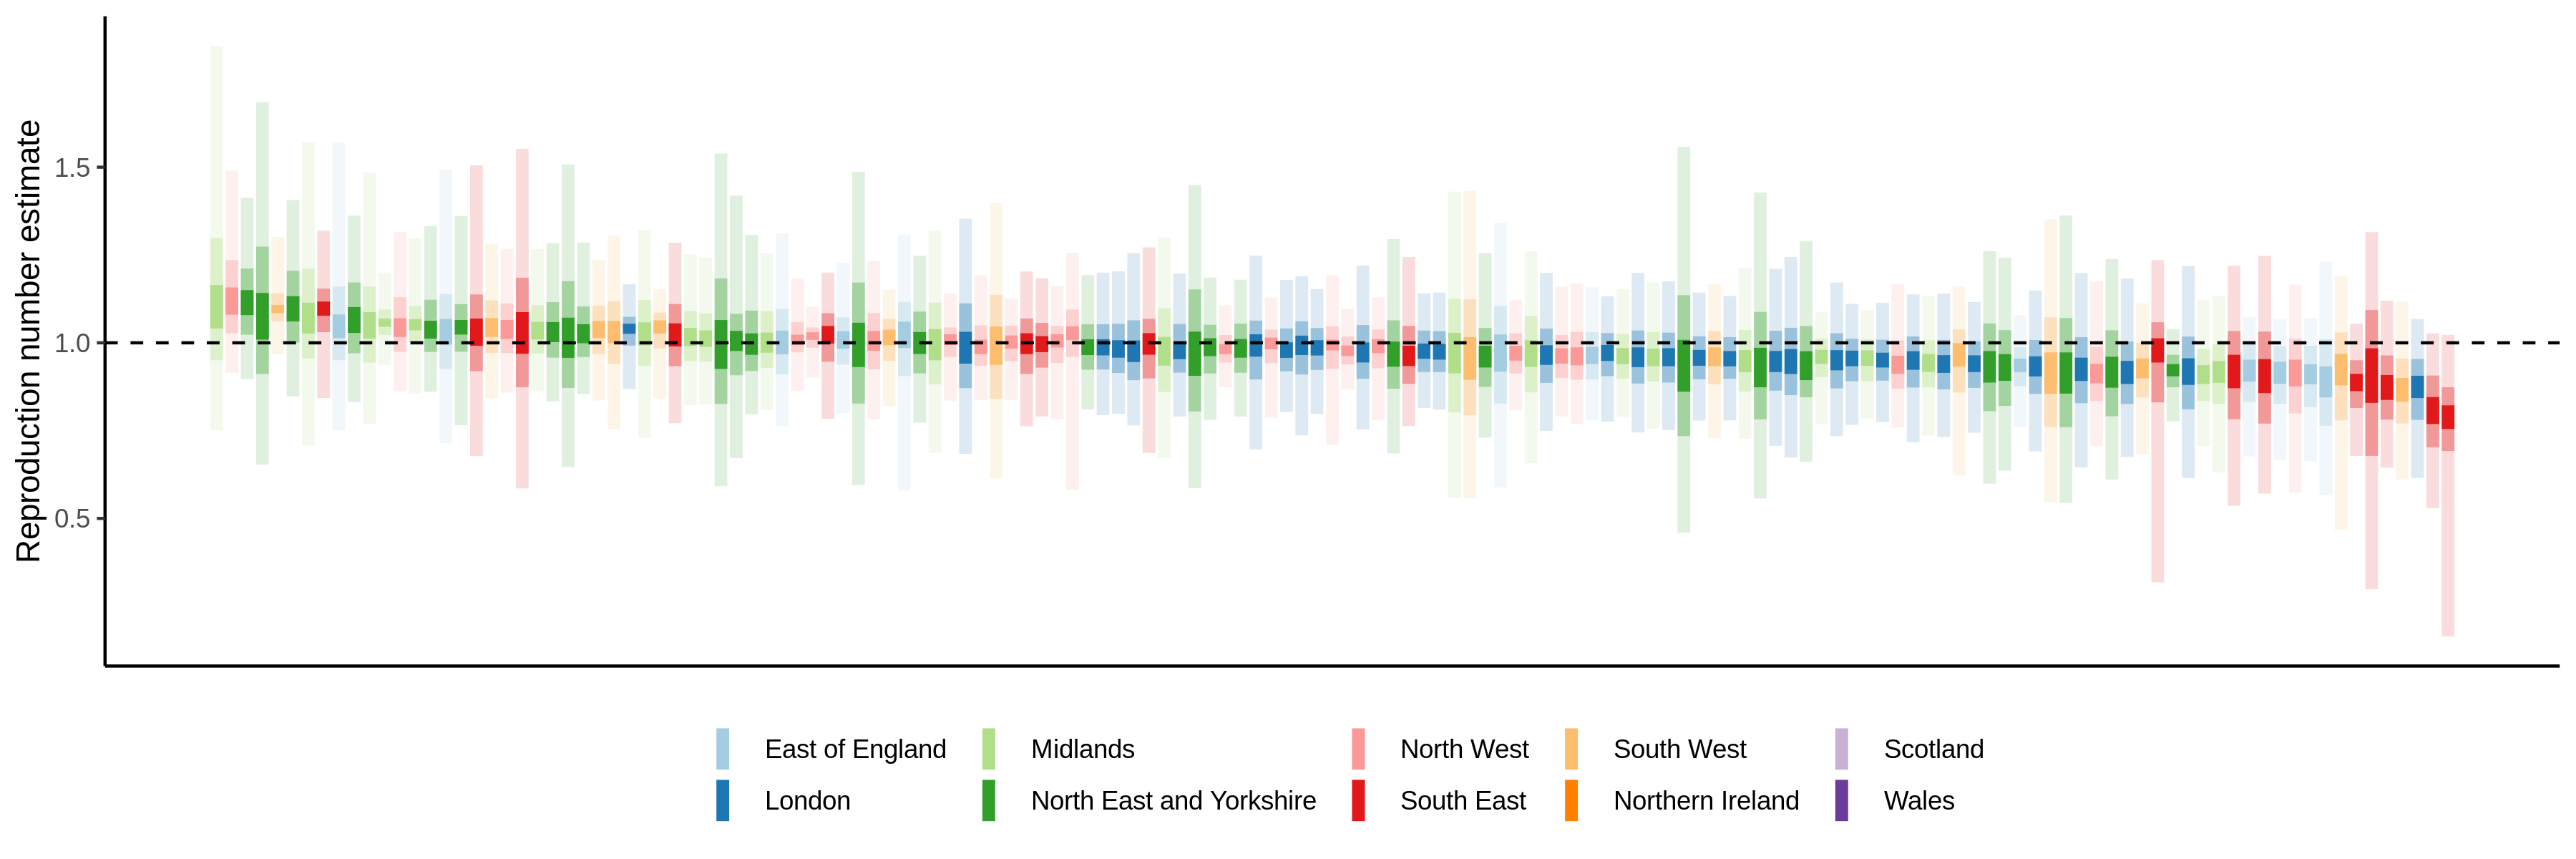 Reproduction number estimate
1.5
1.0
0.5
East of England
Midlands
North West
South West
Scotland
London
North East and Yorkshire
South East
Northern Ireland
Wales